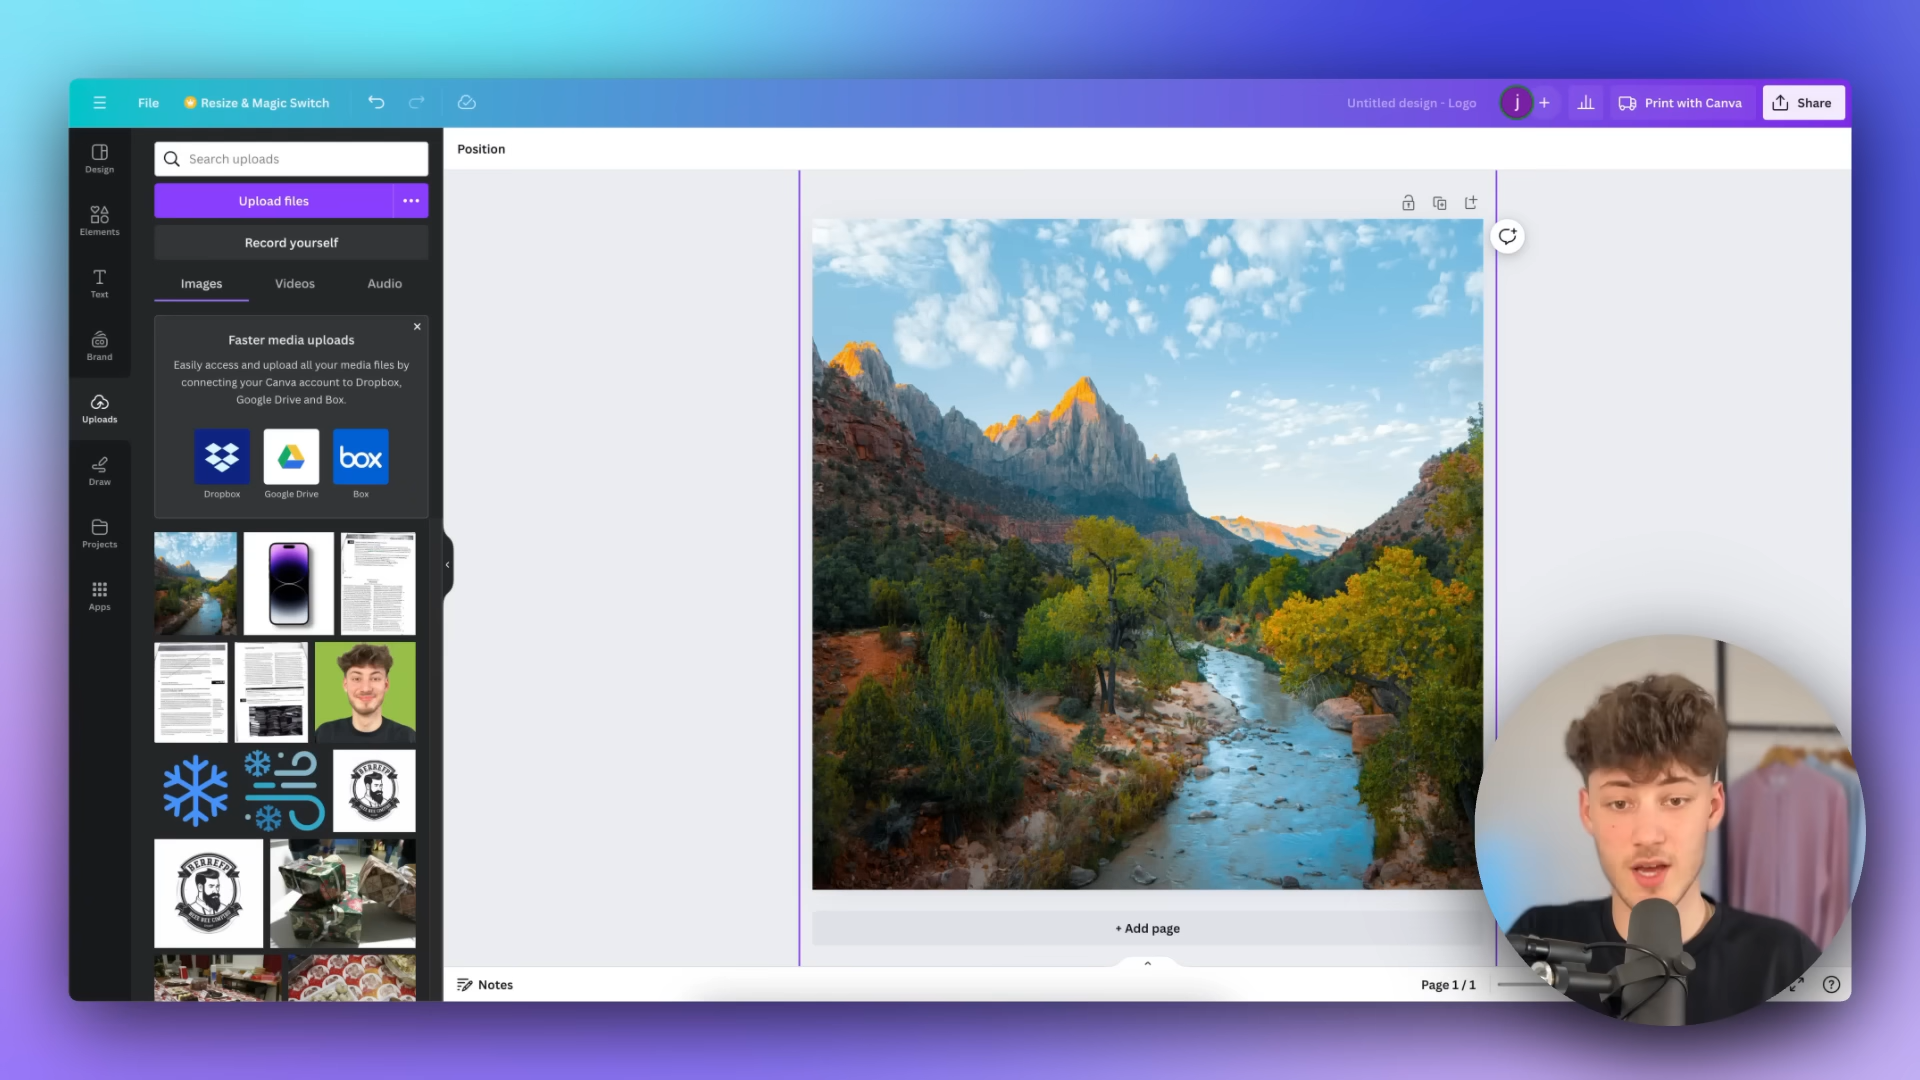 File
Resize & Magic Switch
Untitled design - Logo
j
Print with Canva
Share
Design
Elements
Text
Brand
Uploads
Draw
Projects
Apps
Search uploads
Upload files
Record yourself
Images
Videos
Audio
Faster media uploads
Easily access and upload all your media files by
connecting your Canva account to Dropbox,
Google Drive and Box.
box
Dropbox
Google Drive
Box
BERREFP
BERREFP
Position
+ Add page
Notes
Page 1 / 1